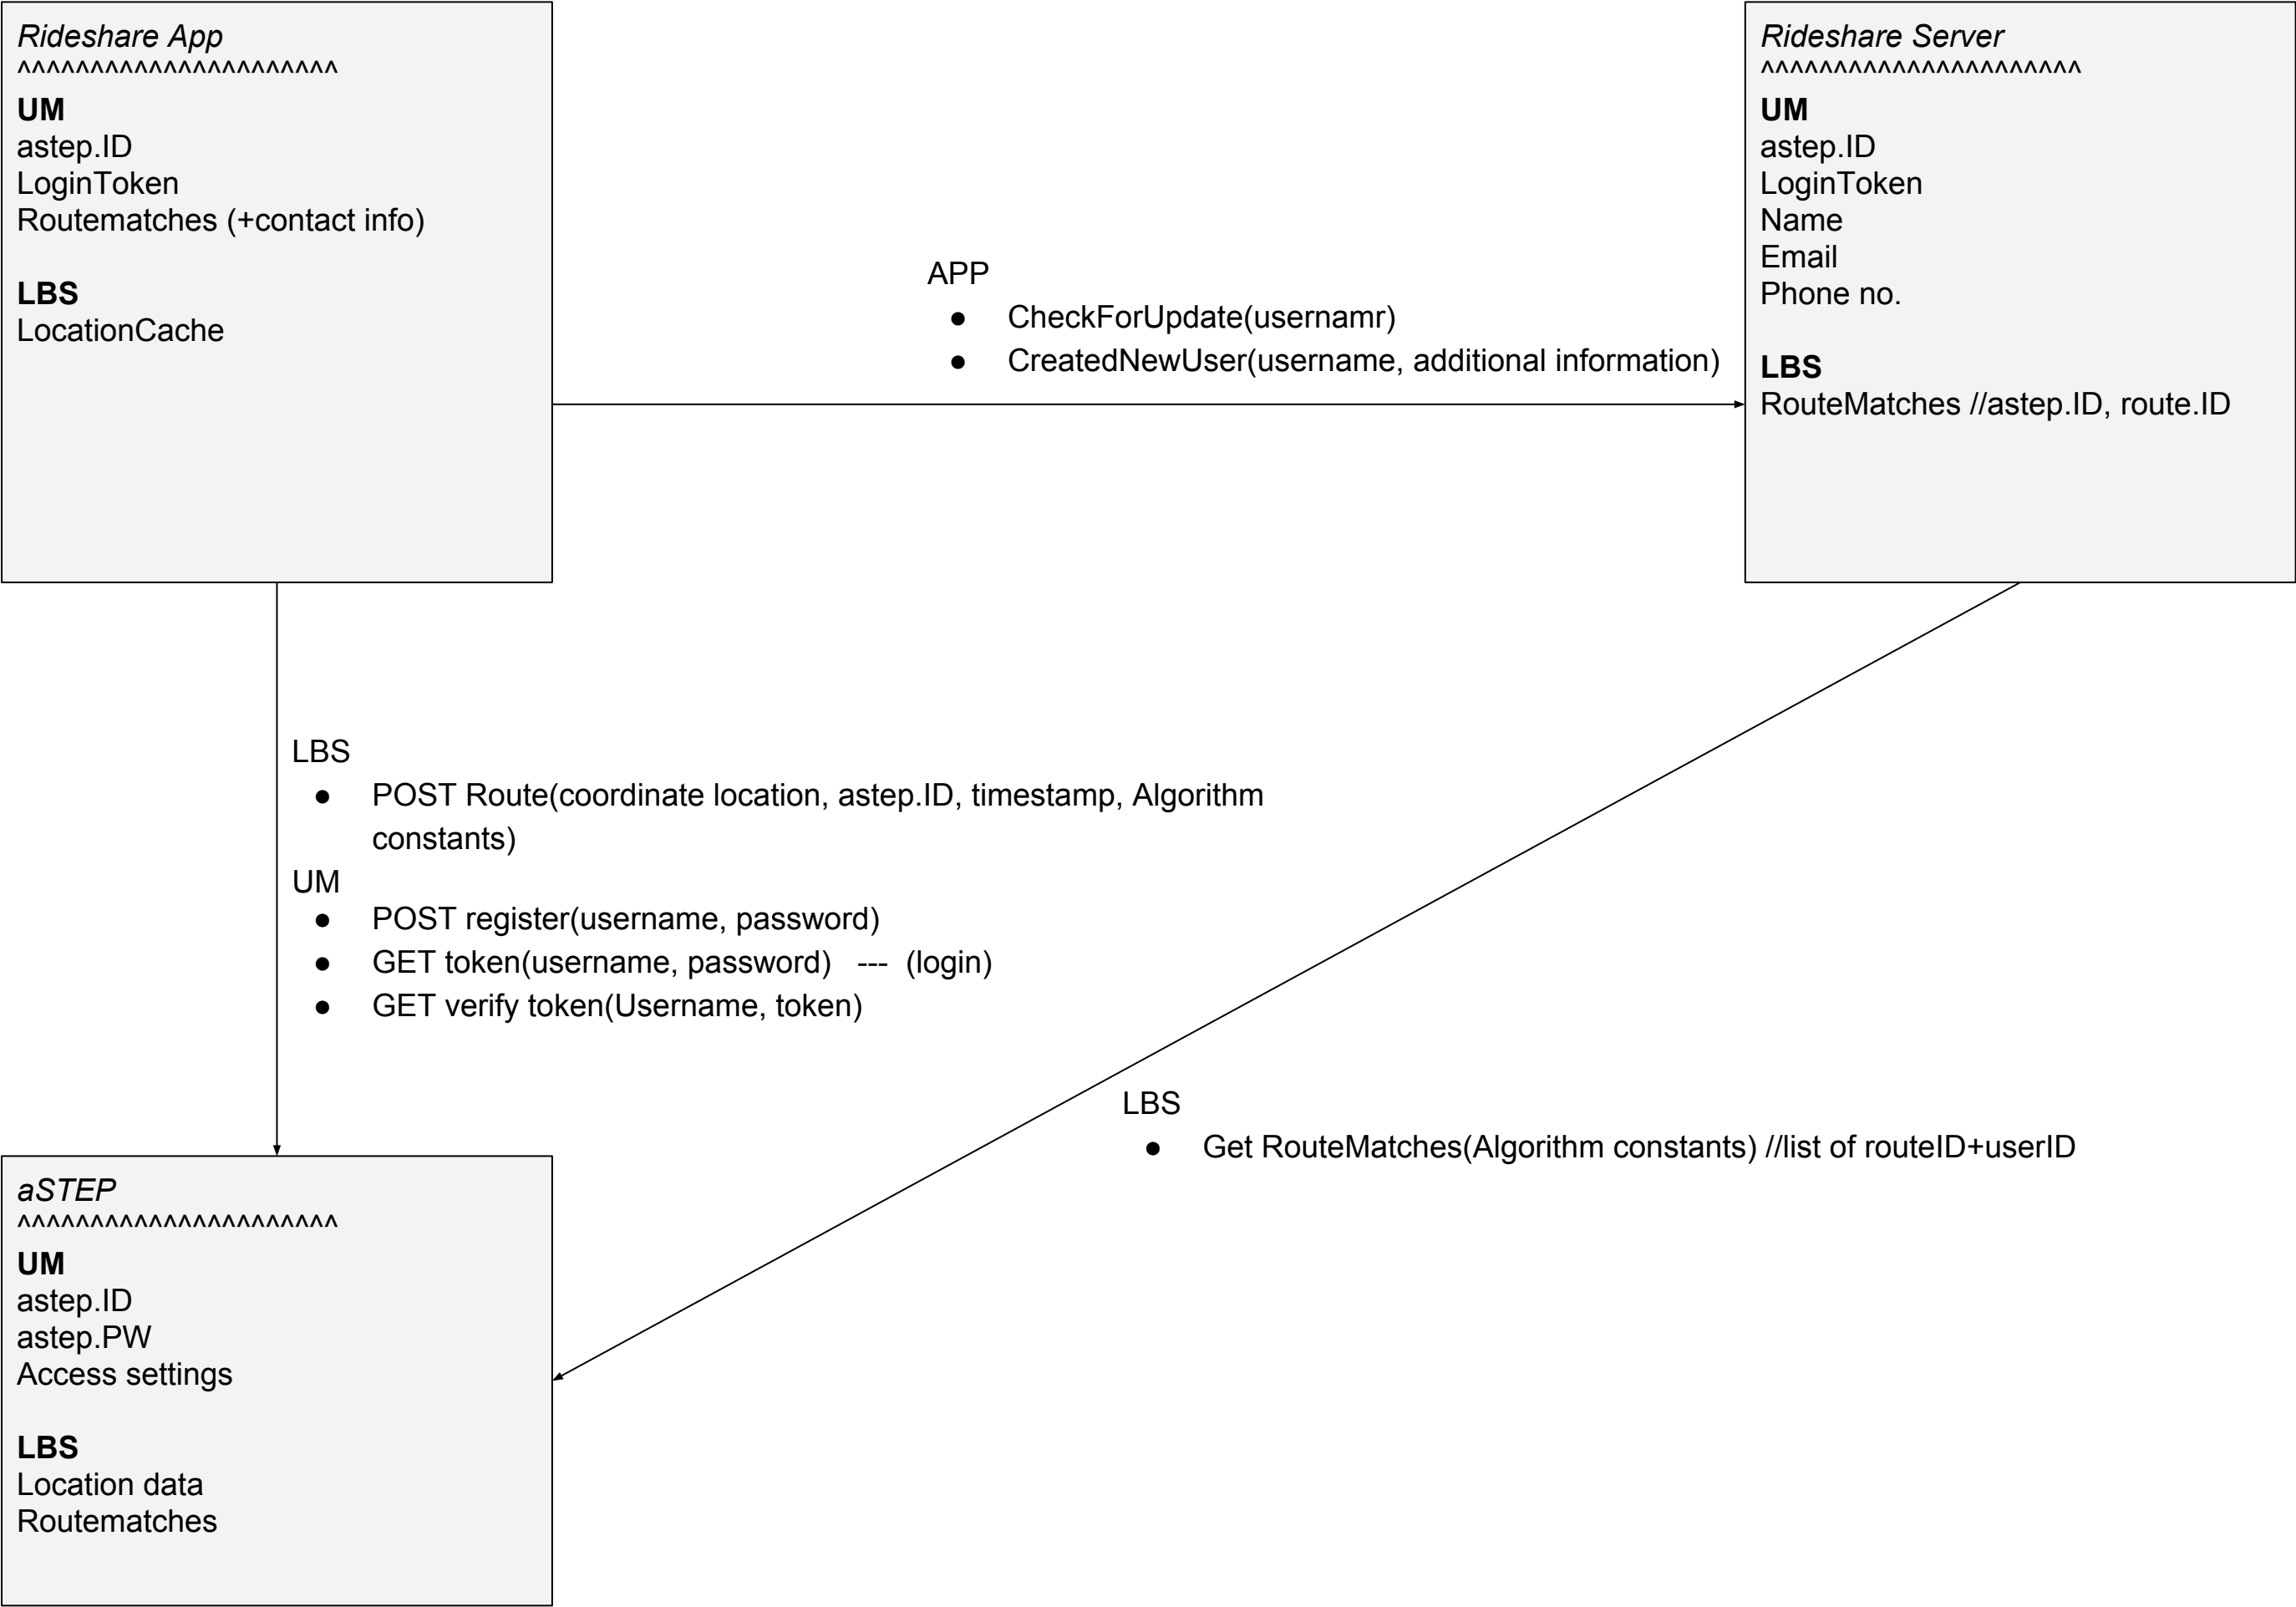 Rideshare App
^^^^^^^^^^^^^^^^^^^^^^
UM
astep.ID
LoginToken
Routematches (+contact info)
LBS
LocationCache
APP
● CheckForUpdate(usernamr)
● CreatedNewUser(username, additional information)
Rideshare Server
^^^^^^^^^^^^^^^^^^^^^^
UM
astep.ID
LoginToken
Name
Email
Phone no.
LBS
RouteMatches //astep.ID, route.ID
LBS
● POST Route(coordinate location, astep.ID, timestamp, Algorithm
constants)
UM
● POST register(username, password)
● GET token(username, password) --- (login)
● GET verify token(Username, token)
LBS
● Get RouteMatches(Algorithm constants) //list of routeID+userID
aSTEP
^^^^^^^^^^^^^^^^^^^^^^
UM
astep.ID
astep.PW
Access settings
LBS
Location data
Routematches